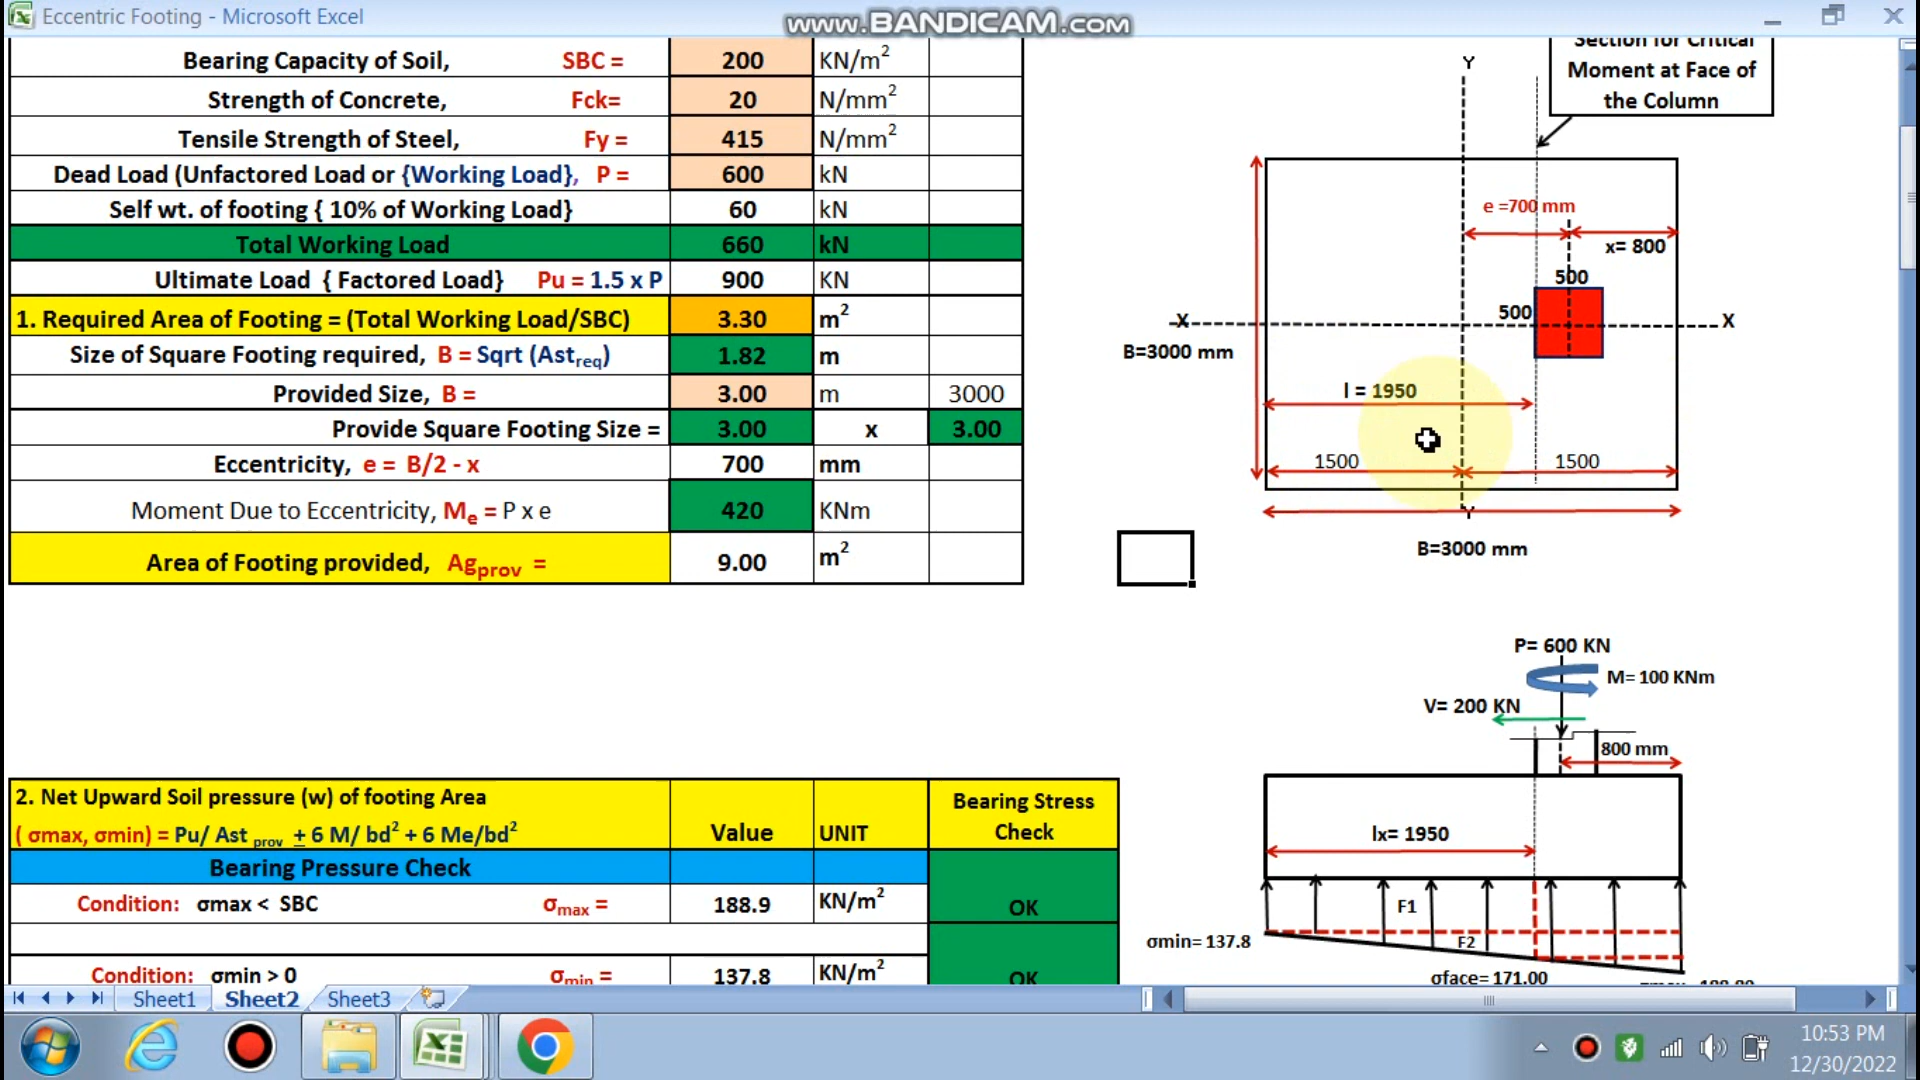 Eccentric Footing - Microsoft Excel
www.BANDICAM.com
Bearing Capacity of Soil, SBC = 200 KN/m²
Strength of Concrete, Fck= 20 N/mm²
Tensile Strength of Steel, Fy = 415 N/mm²
Dead Load (Unfactored Load or {Working Load}, P = 600 kN
Self wt. of footing { 10% of Working Load} 60 kN
Total Working Load 660 kN
Ultimate Load { Factored Load} Pu = 1.5 x P 900 KN
1. Required Area of Footing = (Total Working Load/SBC) 3.30 m²
Size of Square Footing required, B = Sqrt (Astreq) 1.82 m
Provided Size, B = 3.00 m 3000
Provide Square Footing Size = 3.00 x 3.00
Eccentricity, e = B/2 - x 700 mm
Moment Due to Eccentricity, Me = P x e 420 KNm
Area of Footing provided, Agprov = 9.00 m²
Section for Critical
Moment at Face of
the Column
Y
e =700 mm
x= 800
500
500
X X
B=3000 mm
l = 1950
1500 1500
Y
B=3000 mm
P= 600 KN
M= 100 KNm
V= 200 KN
800 mm
lx= 1950
F1
F2
σmin= 137.8
σface= 171.00
2. Net Upward Soil pressure (w) of footing Area
( σmax, σmin) = Pu/ Ast prov ± 6 M/ bd² + 6 Me/bd²
Value UNIT
Bearing Stress
Check
Bearing Pressure Check
Condition: σmax < SBC σmax = 188.9 KN/m² OK
Condition: σmin > 0 σmin = 137.8 KN/m² OK
Sheet1 Sheet2 Sheet3
10:53 PM
12/30/2022